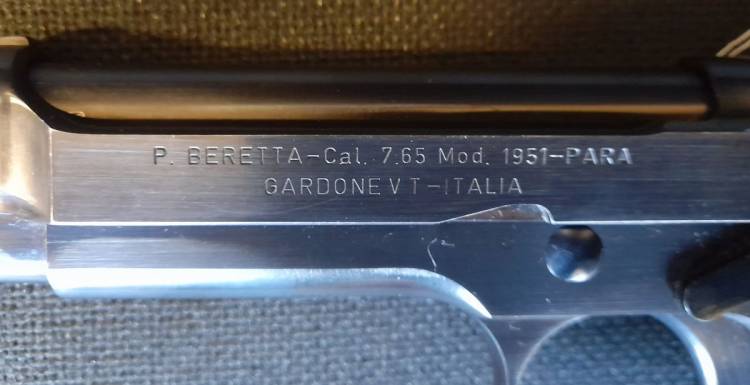 P. BERETTA-Cal. 7.65 Mod. 1951-PARA
GARDONE V T-ITALIA